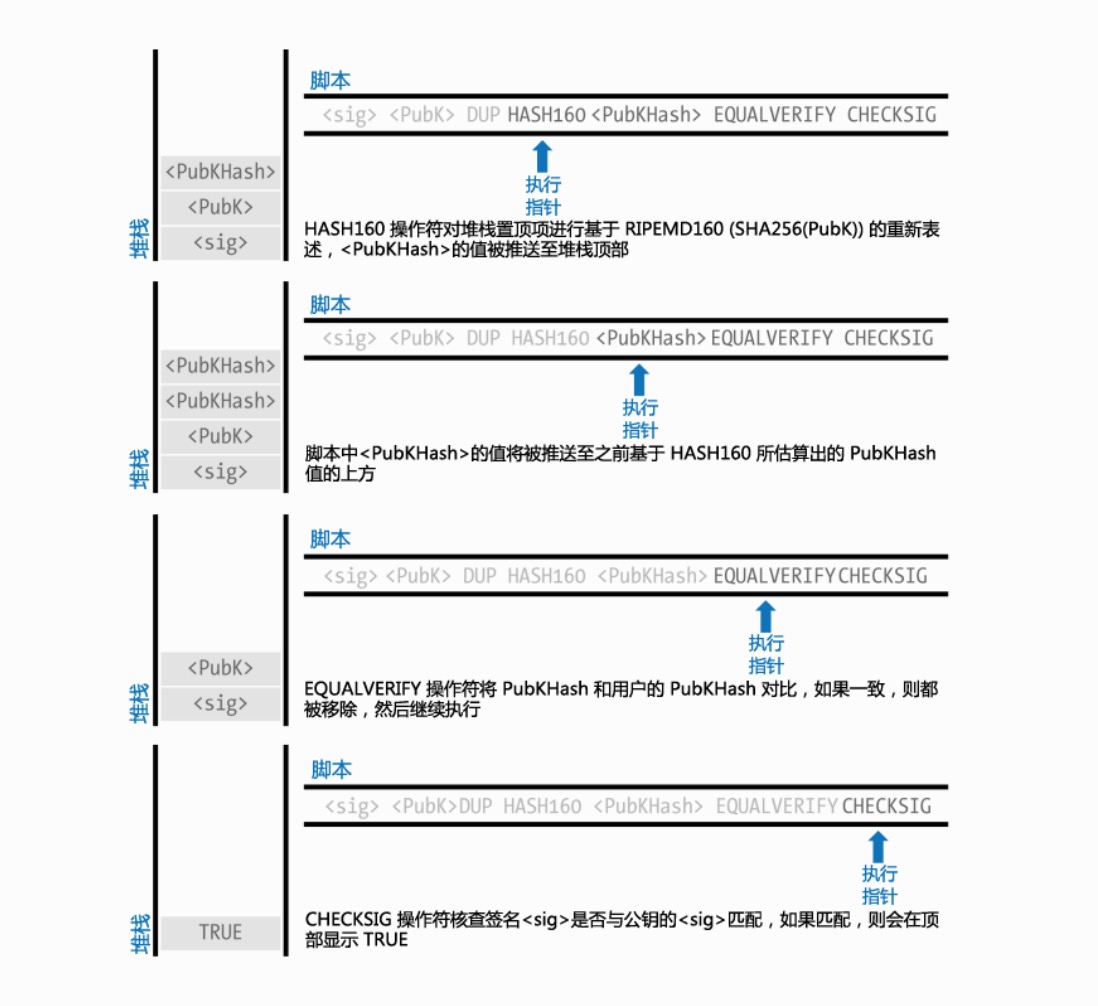 脚本
<sig> <PubK> DUP HASH160 <PubKHash> EQUALVERIFY CHECKSIG
执行
指针
<PubKHash>
<PubK>
<sig>
堆栈
HASH160 操作符对堆栈置顶项进行基于 RIPEMD160 (SHA256(PubK)) 的重新表
述，<PubKHash>的值被推送至堆栈顶部
脚本
<sig> <PubK> DUP HASH160 <PubKHash> EQUALVERIFY CHECKSIG
执行
指针
<PubKHash>
<PubKHash>
<PubK>
<sig>
堆栈
脚本中<PubKHash>的值将被推送至之前基于 HASH160 所估算出的 PubKHash
值的上方
脚本
<sig> <PubK> DUP HASH160 <PubKHash> EQUALVERIFY CHECKSIG
执行
指针
<PubK>
<sig>
堆栈
EQUALVERIFY 操作符将 PubKHash 和用户的 PubKHash 对比，如果一致，则都
被移除，然后继续执行
脚本
<sig> <PubK>DUP HASH160 <PubKHash> EQUALVERIFY CHECKSIG
执行
指针
TRUE
堆栈
CHECKSIG 操作符核查签名<sig>是否与公钥的<sig>匹配，如果匹配，则会在顶
部显示 TRUE